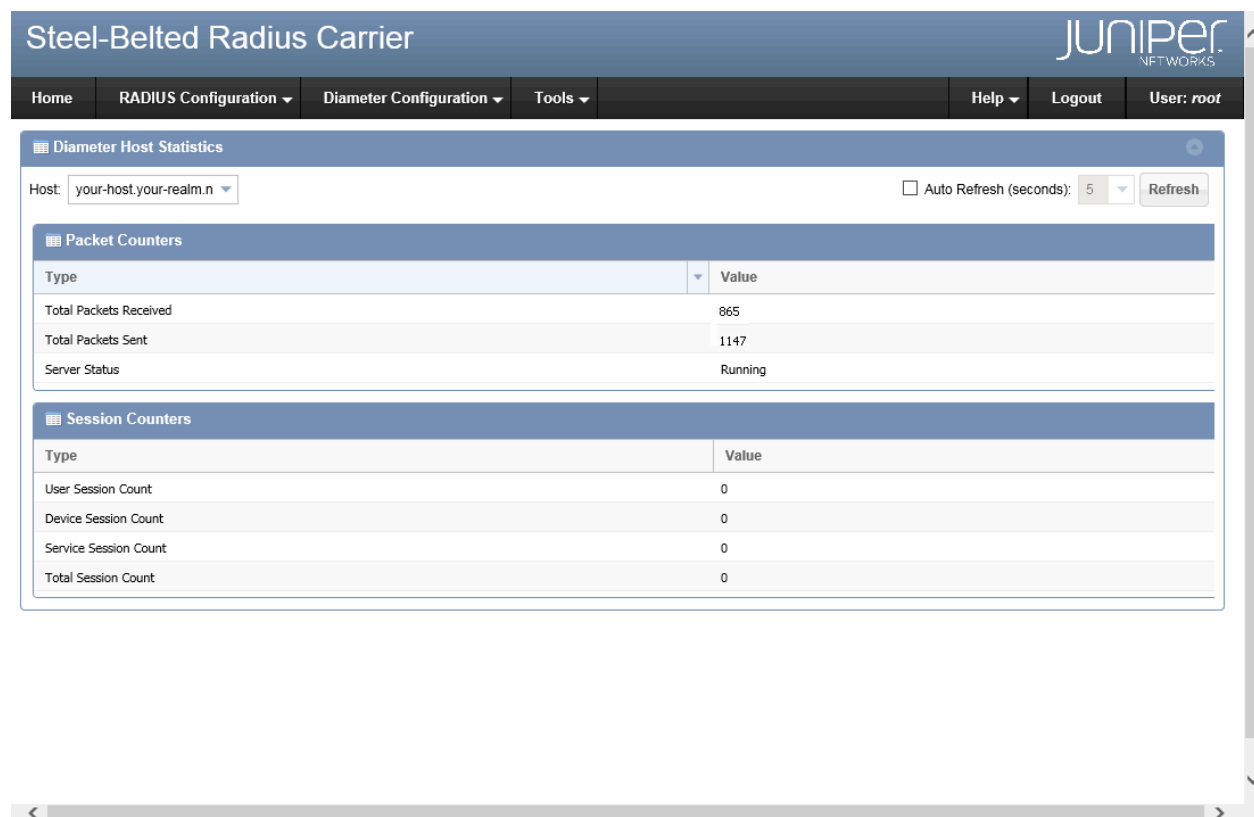 Steel-Belted Radius Carrier
JUNIPER
NETWORKS
Home RADIUS Configuration Diameter Configuration Tools Help Logout User: root
Diameter Host Statistics
Host: your-host.your-realm.n Auto Refresh (seconds): 5 Refresh
Packet Counters
Type Value
Total Packets Received 865
Total Packets Sent 1147
Server Status Running
Session Counters
Type Value
User Session Count 0
Device Session Count 0
Service Session Count 0
Total Session Count 0